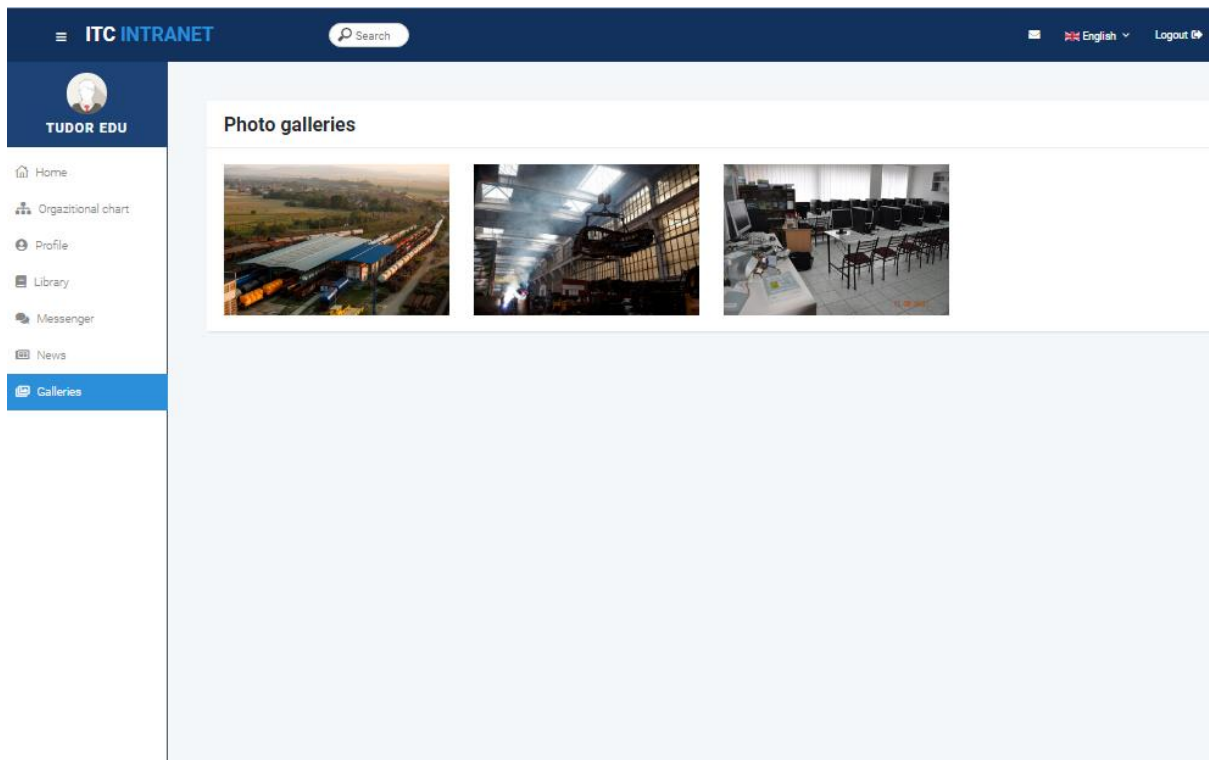 ITC INTRANET
Search
English
Logout
TUDOR EDU
Photo galleries
Home
Orgazitional chart
Profile
Library
Messenger
News
Galleries